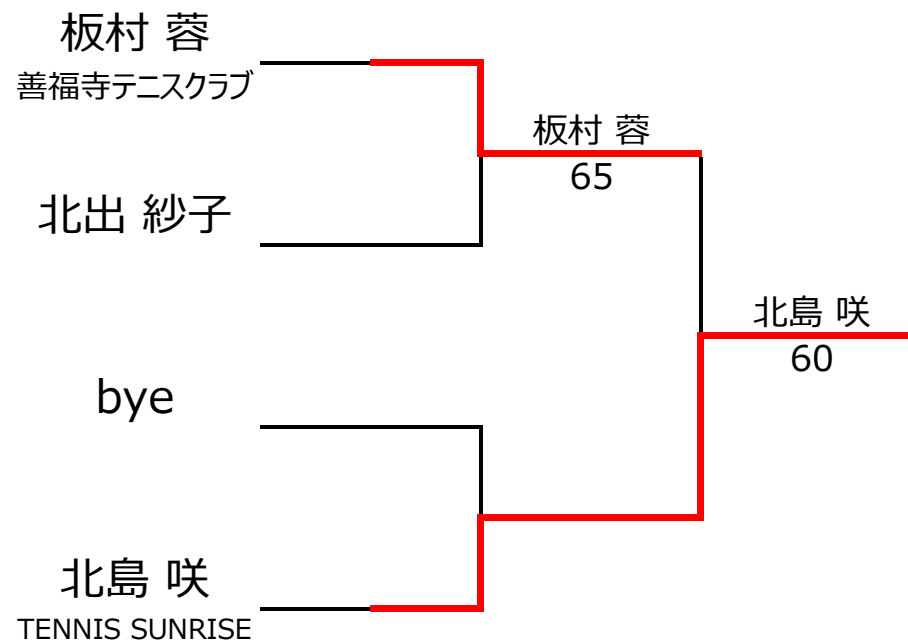 板村 蓉
善福寺テニスクラブ
板村 蓉
65
北出 紗子
北島 咲
60
bye
北島 咲
TENNIS SUNRISE